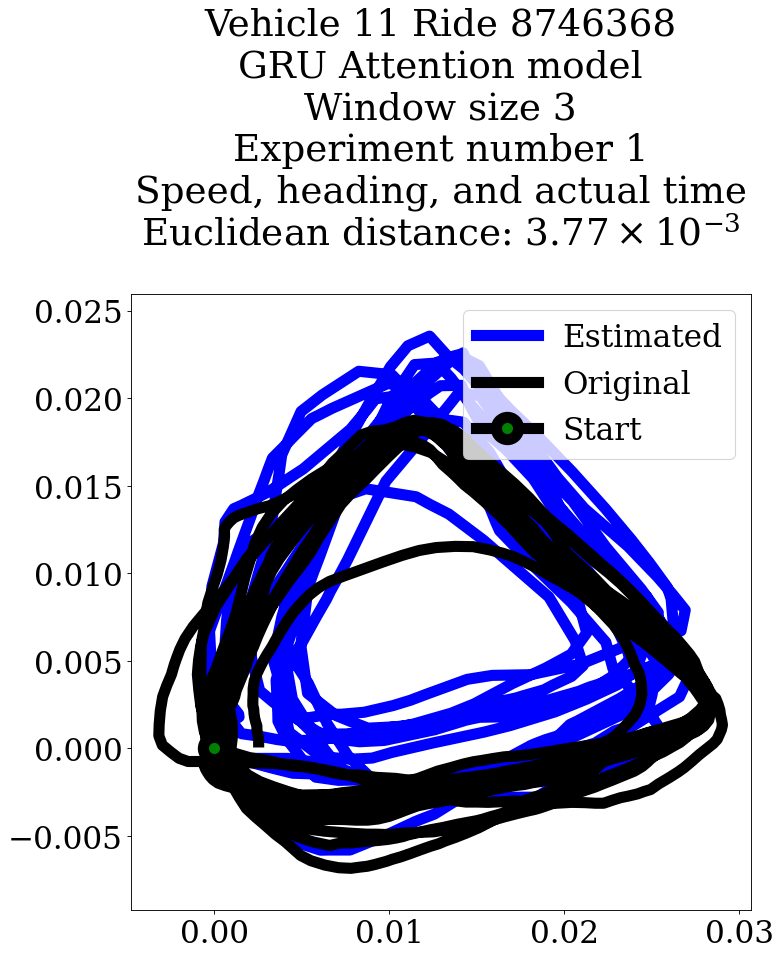 Vehicle 11 Ride 8746368
GRU Attention model
Window size 3
Experiment number 1
Speed, heading, and actual time
Euclidean distance: 3.77 × 10⁻³
0.025
0.020
0.015
0.010
0.005
0.000
−0.005
Estimated
Original
Start
0.00 0.01 0.02 0.03